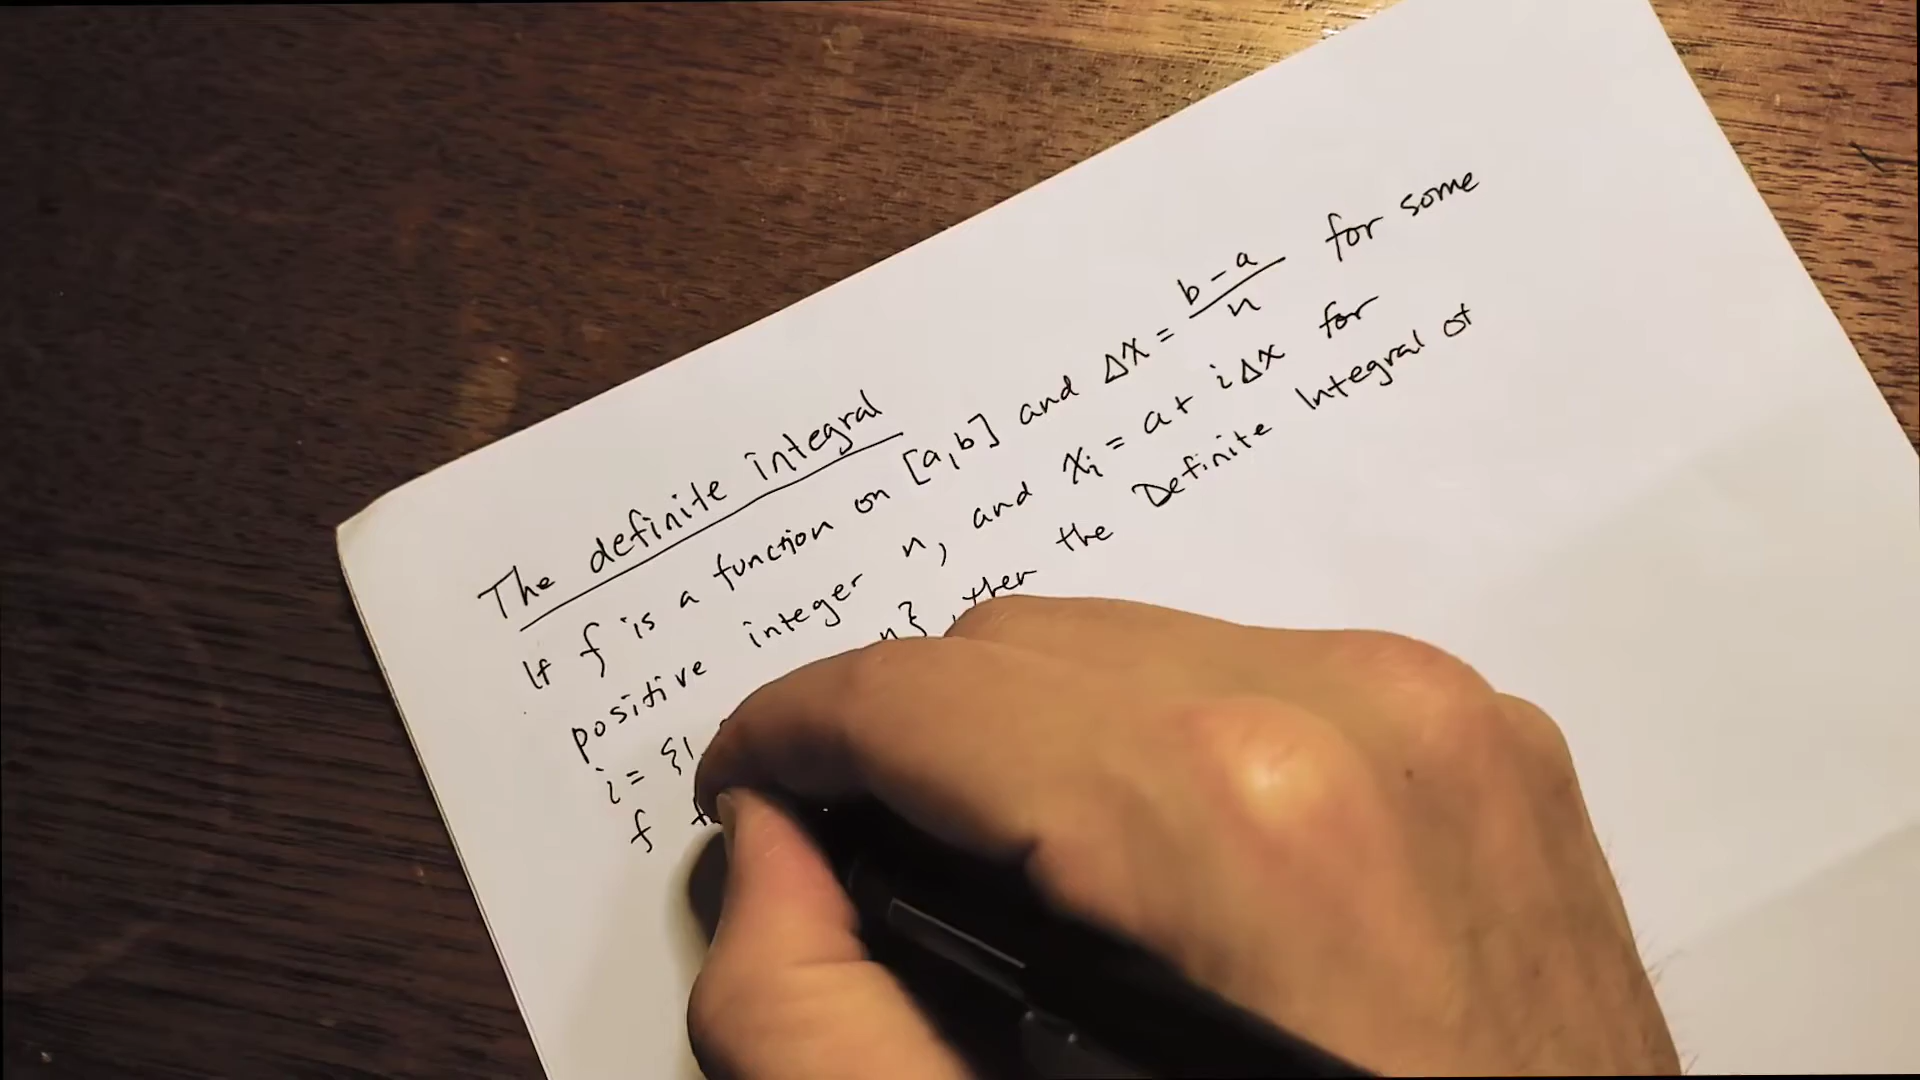 The definite integral
If f is a function on [a,b] and Δx = b-a/n for some
positive integer n, and xᵢ = a + iΔx for
i = {1 n}, then the Definite Integral of
f